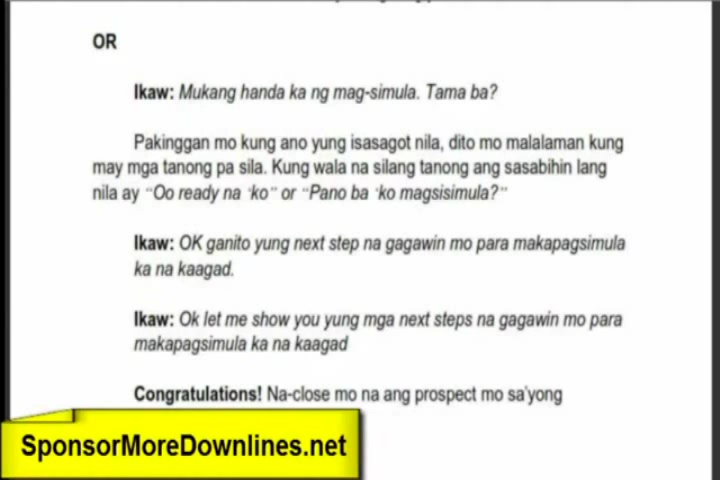 OR
Ikaw: Mukang handa ka ng mag-simula. Tama ba?
Pakinggan mo kung ano yung isasagot nila, dito mo malalaman kung
may mga tanong pa sila. Kung wala na silang tanong ang sasabihin lang
nila ay “Oo ready na ‘ko” or “Pano ba ‘ko magsisimula?”
Ikaw: OK ganito yung next step na gagawin mo para makapagsimula
ka na kaagad.
Ikaw: Ok let me show you yung mga next steps na gagawin mo para
makapagsimula ka na kaagad
Congratulations! Na-close mo na ang prospect mo sa'yong
SponsorMoreDownlines.net